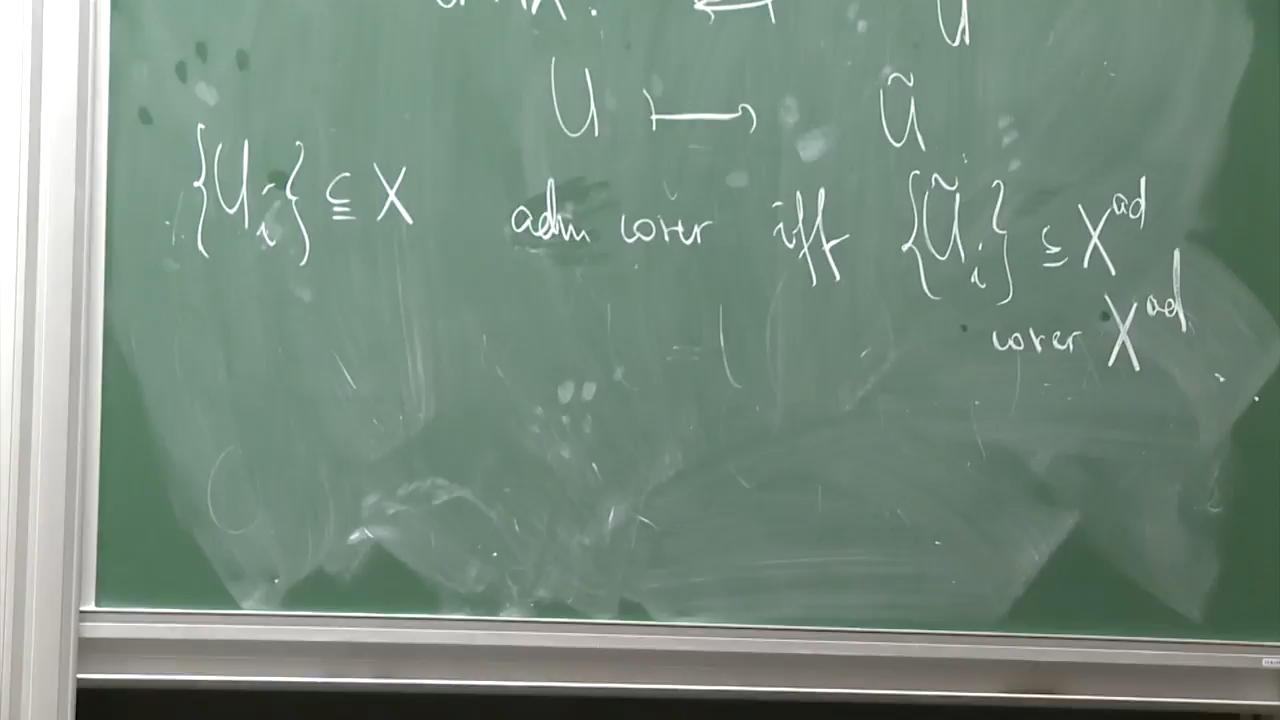 U
U ⟼ Ũ
{U_i} ⊆ X adm cover iff {Ũ_i} ⊆ X^ad
cover X^ad